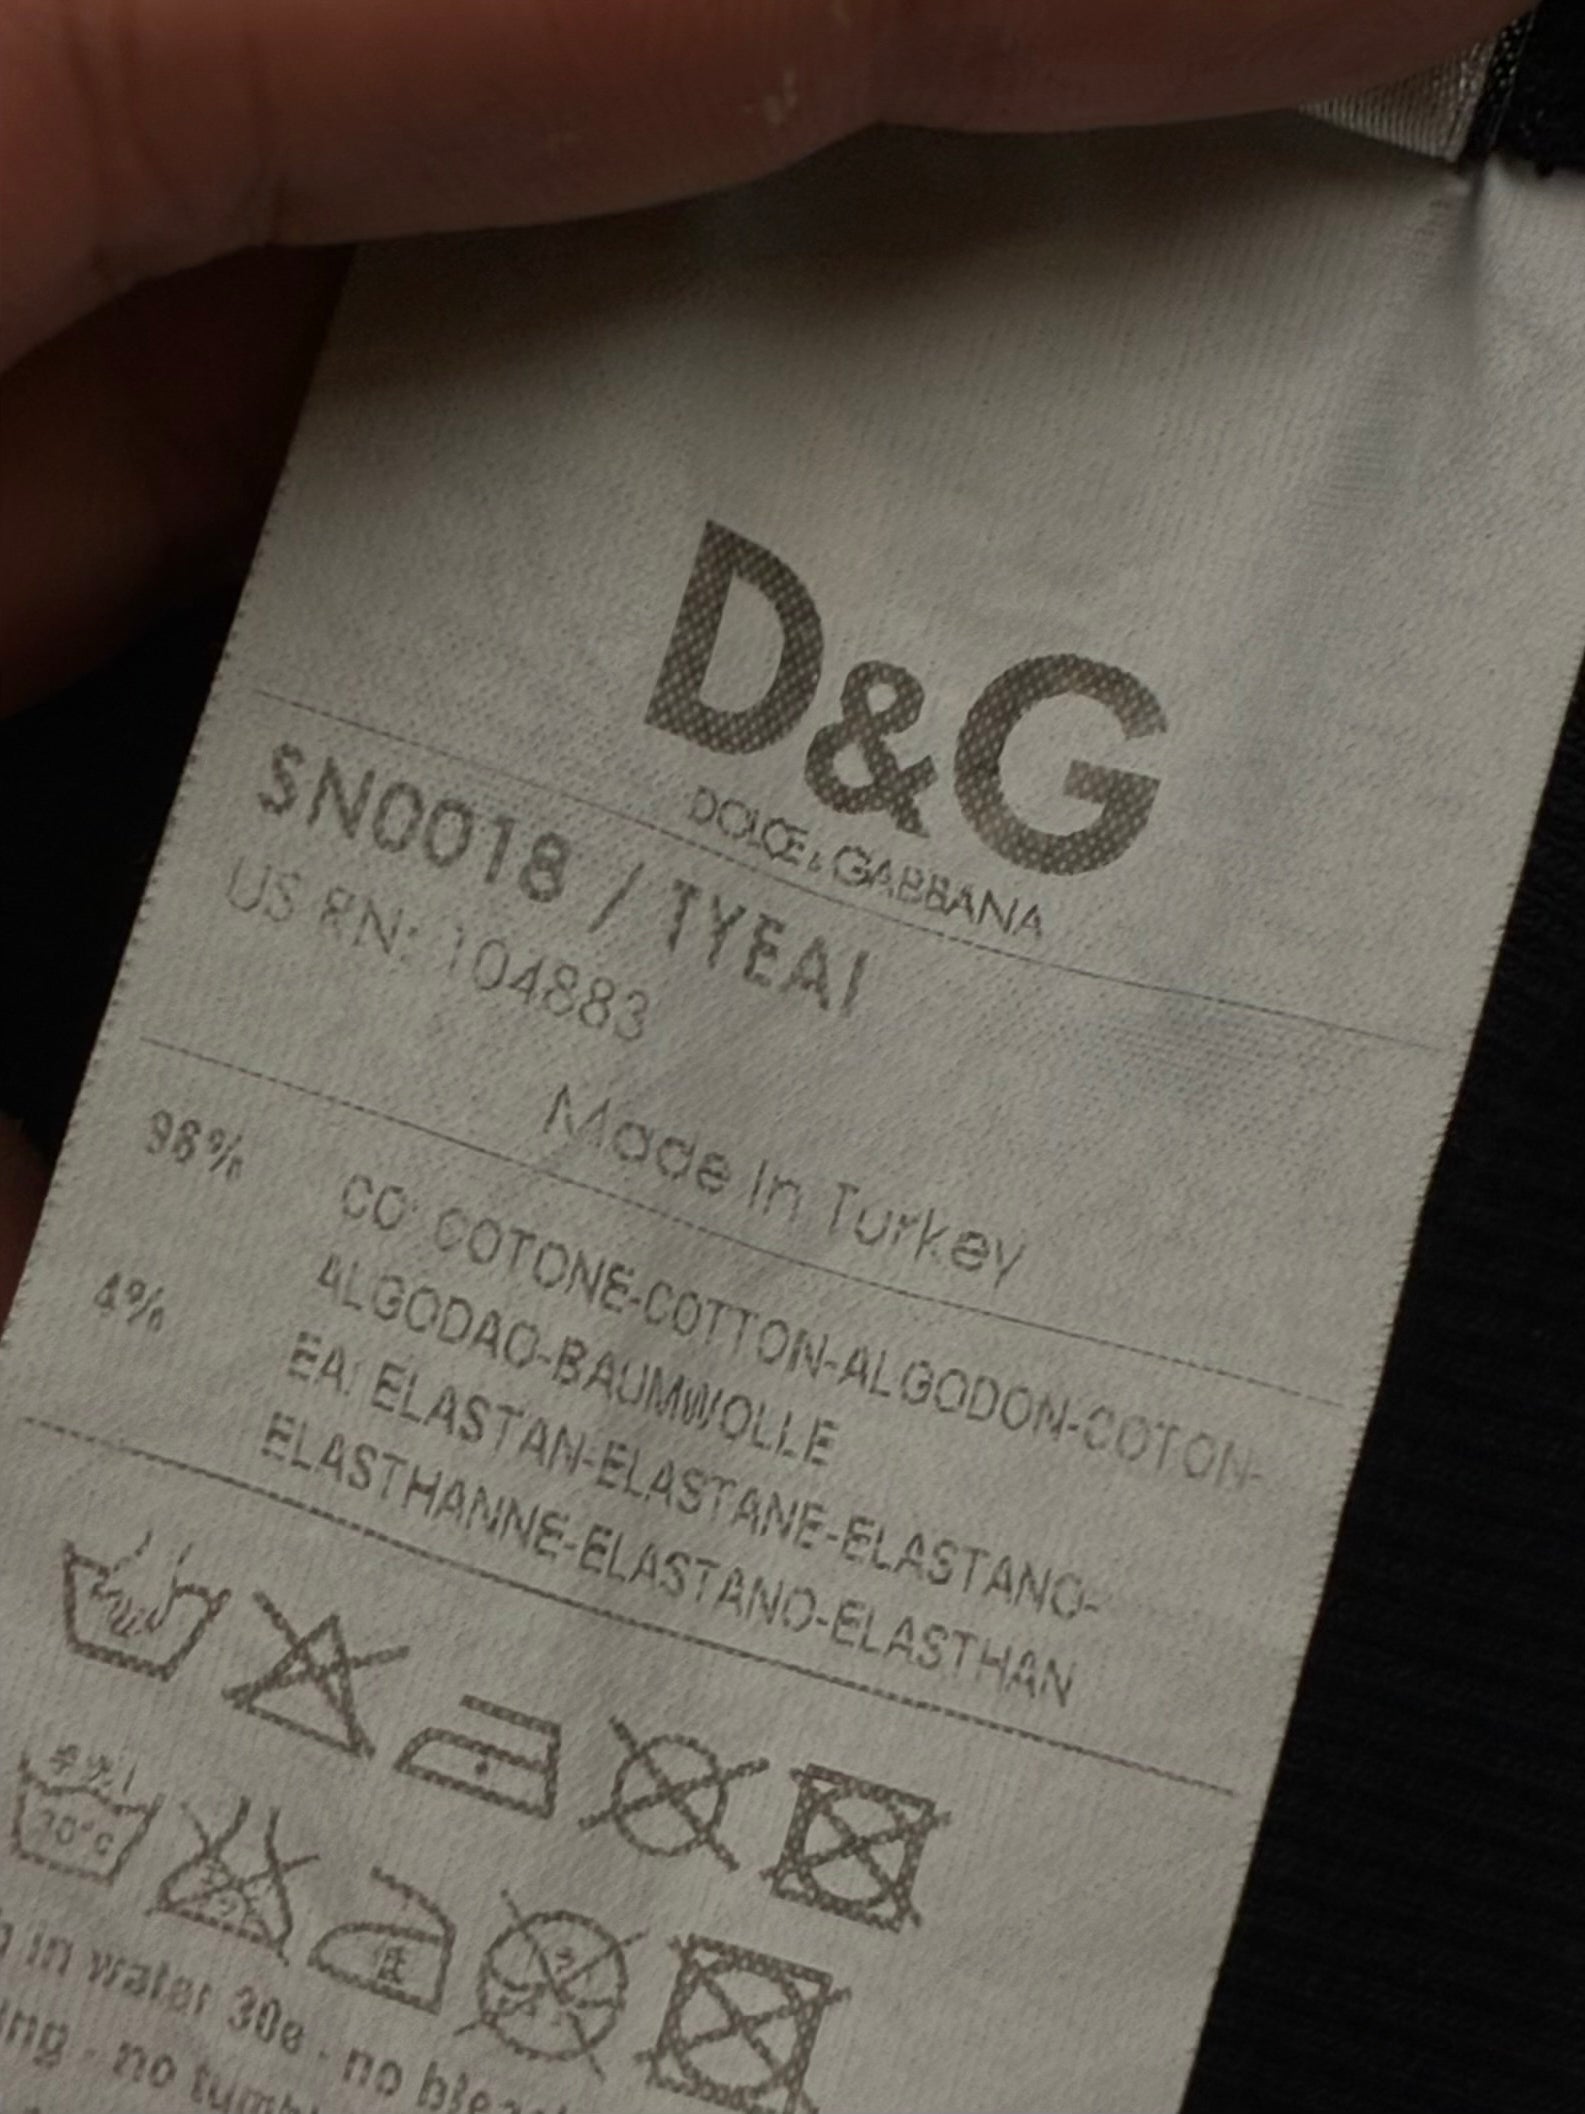 D&G
DOLCE & GABBANA
SN0018 / TYEAI
US RN: 104883
Made in Turkey
96% CO: COTONE-COTTON-ALGODON-COTON-
ALGODAO-BAUMWOLLE
4% EA: ELASTAN-ELASTANE-ELASTANO-
ELASTHANNE-ELASTANO-ELASTHAN
30°C
in water 30e - no
no